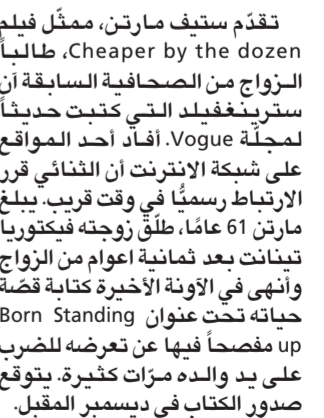 تقدّم ستيف مارتن، ممثّل فيلم
Cheaper by the dozen، طالباً
الزواج من الصحافية السابقة آن
سترينغفيلد التي كتبت حديثاً
لمجلّة Vogue. أفاد أحد المواقع
على شبكة الانترنت أن الثنائي قرر
الارتباط رسميًّا في وقت قريب. يبلغ
مارتن 61 عامًا، طلّق زوجته فيكتوريا
تينانت بعد ثمانية اعوام من الزواج
وأنهى في الآونة الأخيرة كتابة قصّة
حياته تحت عنوان Born Standing
up مفصحاً فيها عن تعرضه للضرب
على يد والده مرّات كثيرة. يتوقع
صدور الكتاب في ديسمبر المقبل.